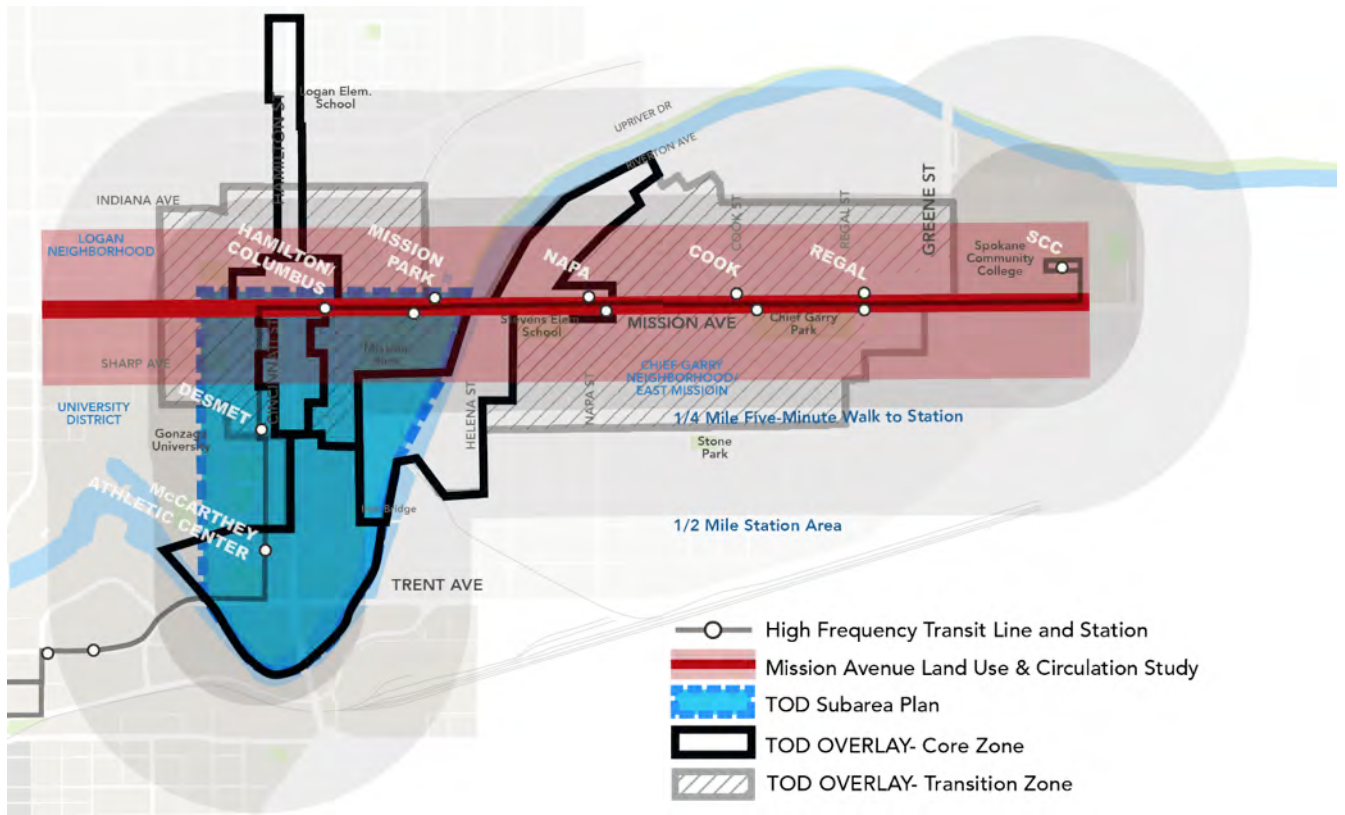 Logan Elem.
School
HAMILTON ST
UPRIVER DR
RIVERTON AVE
INDIANA AVE
LOGAN
NEIGHBORHOOD
HAMILTON/
COLUMBUS
MISSION
PARK
NAPA
COOK
COOK ST
REGAL
REGAL ST
GREENE ST
SCC
Spokane
Community
College
Stevens Elem
School
MISSION AVE
Chief Garry
Park
SHARP AVE
CINCINNATI ST
Mission
Park
CHIEF GARRY
NEIGHBORHOOD/
EAST MISSIOIN
UNIVERSITY
DISTRICT
DESMET
HELENA ST
NAPA ST
1/4 Mile Five-Minute Walk to Station
Gonzaga
University
Stone
Park
McCARTHEY
ATHLETIC CENTER
Bridge
1/2 Mile Station Area
TRENT AVE
High Frequency Transit Line and Station
Mission Avenue Land Use & Circulation Study
TOD Subarea Plan
TOD OVERLAY- Core Zone
TOD OVERLAY- Transition Zone